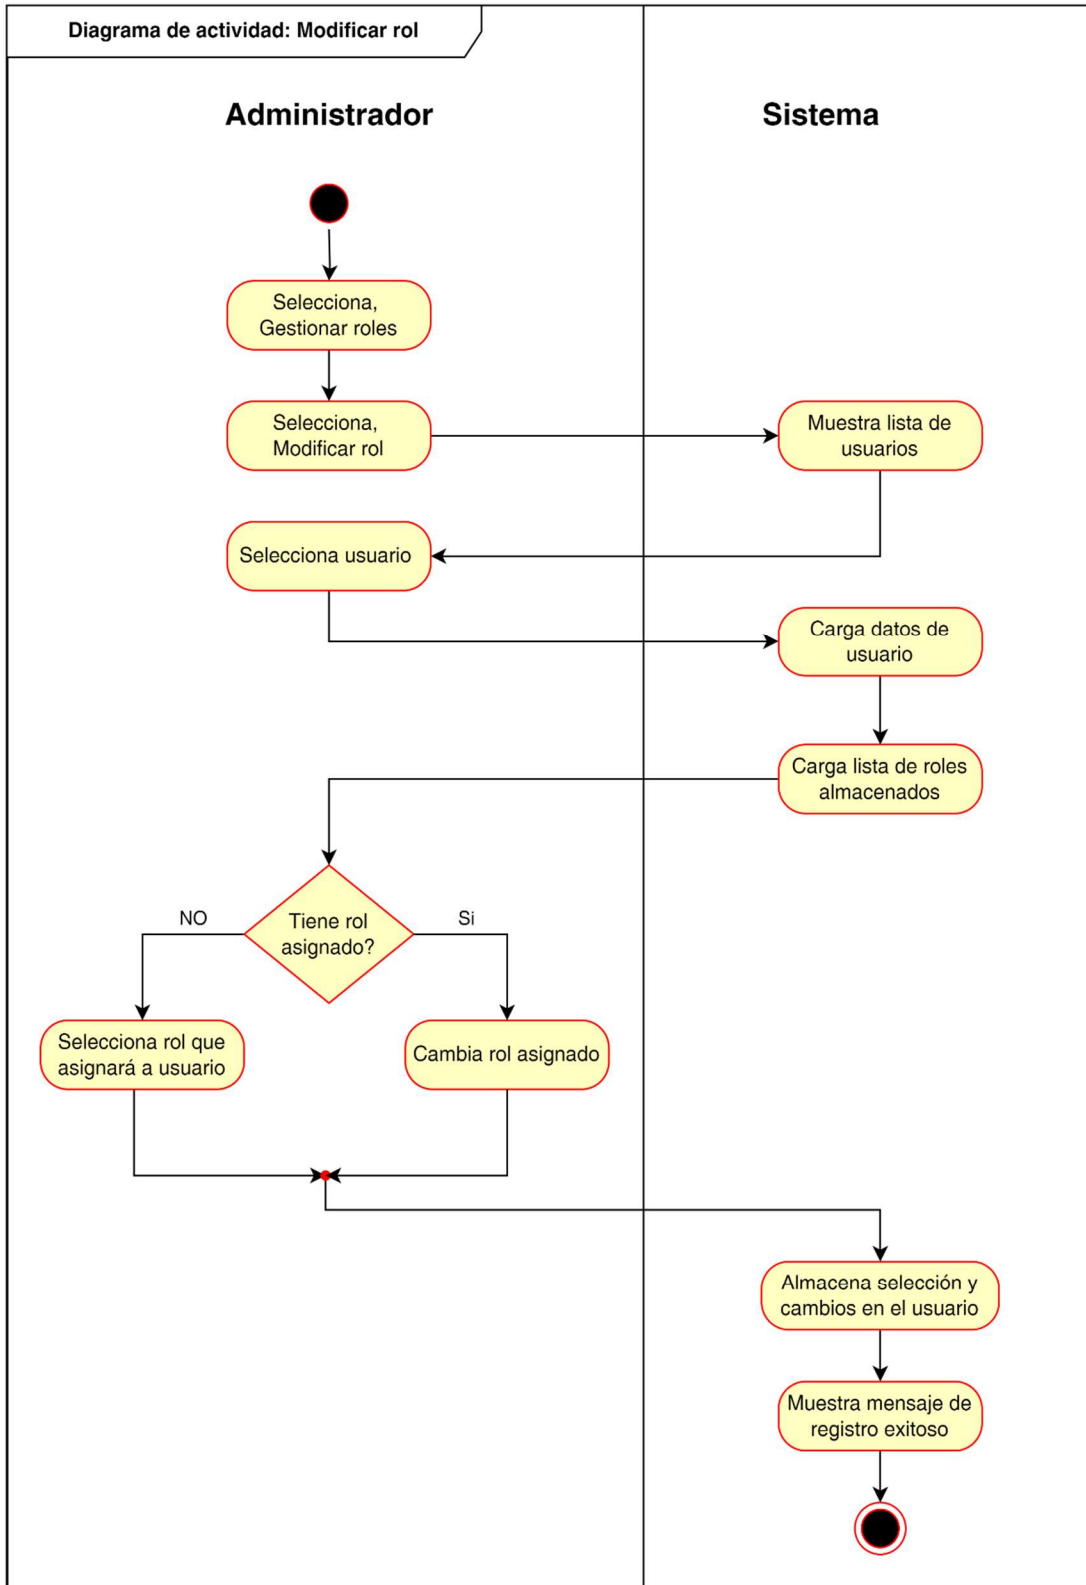 Diagrama de actividad: Modificar rol
Administrador
Sistema
Selecciona,
Gestionar roles
Selecciona,
Modificar rol
Muestra lista de
usuarios
Selecciona usuario
Carga datos de
usuario
Carga lista de roles
almacenados
Tiene rol
asignado?
NO
Si
Selecciona rol que
asignará a usuario
Cambia rol asignado
Almacena selección y
cambios en el usuario
Muestra mensaje de
registro exitoso